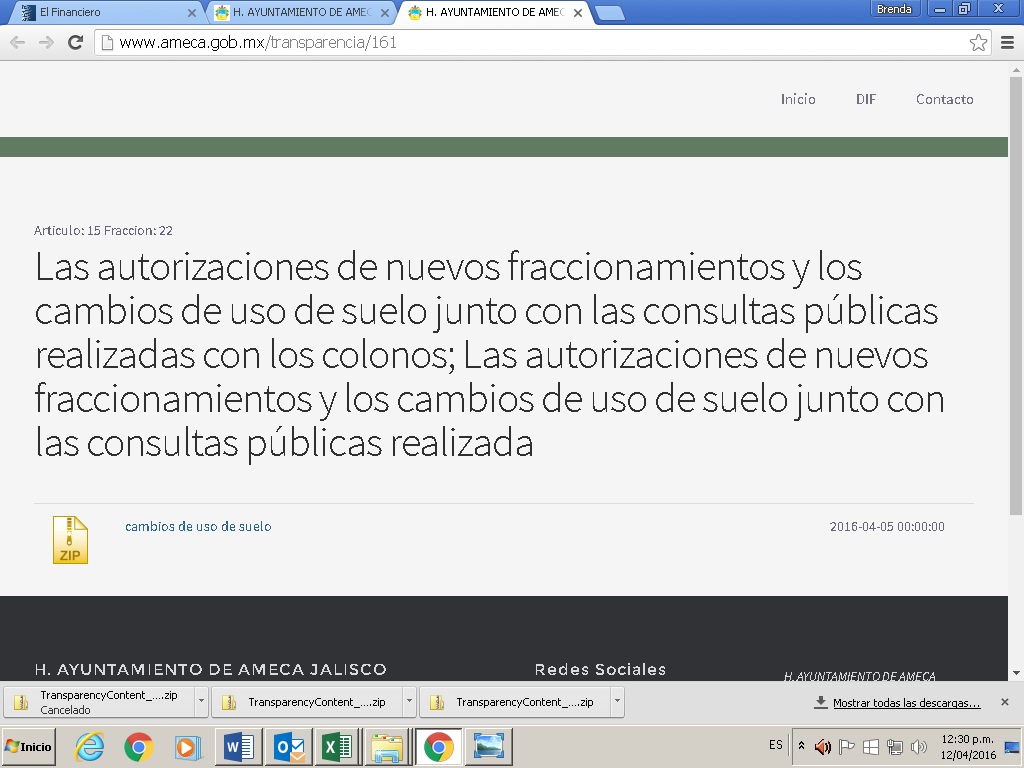 El Financiero
H. AYUNTAMIENTO DE AMEC
H. AYUNTAMIENTO DE AMEC
Brenda
www.ameca.gob.mx/transparencia/161
Inicio DIF Contacto
Artículo: 15 Fraccion: 22
Las autorizaciones de nuevos fraccionamientos y los
cambios de uso de suelo junto con las consultas públicas
realizadas con los colonos; Las autorizaciones de nuevos
fraccionamientos y los cambios de uso de suelo junto con
las consultas públicas realizada
ZIP
cambios de uso de suelo
2016-04-05 00:00:00
H. AYUNTAMIENTO DE AMECA JALISCO
Redes Sociales
H. AYUNTAMIENTO DE AMECA
TransparencyContent_....zip
Cancelado
TransparencyContent_....zip
TransparencyContent_....zip
Mostrar todas las descargas...
Inicio
ES
12:30 p.m.
12/04/2016